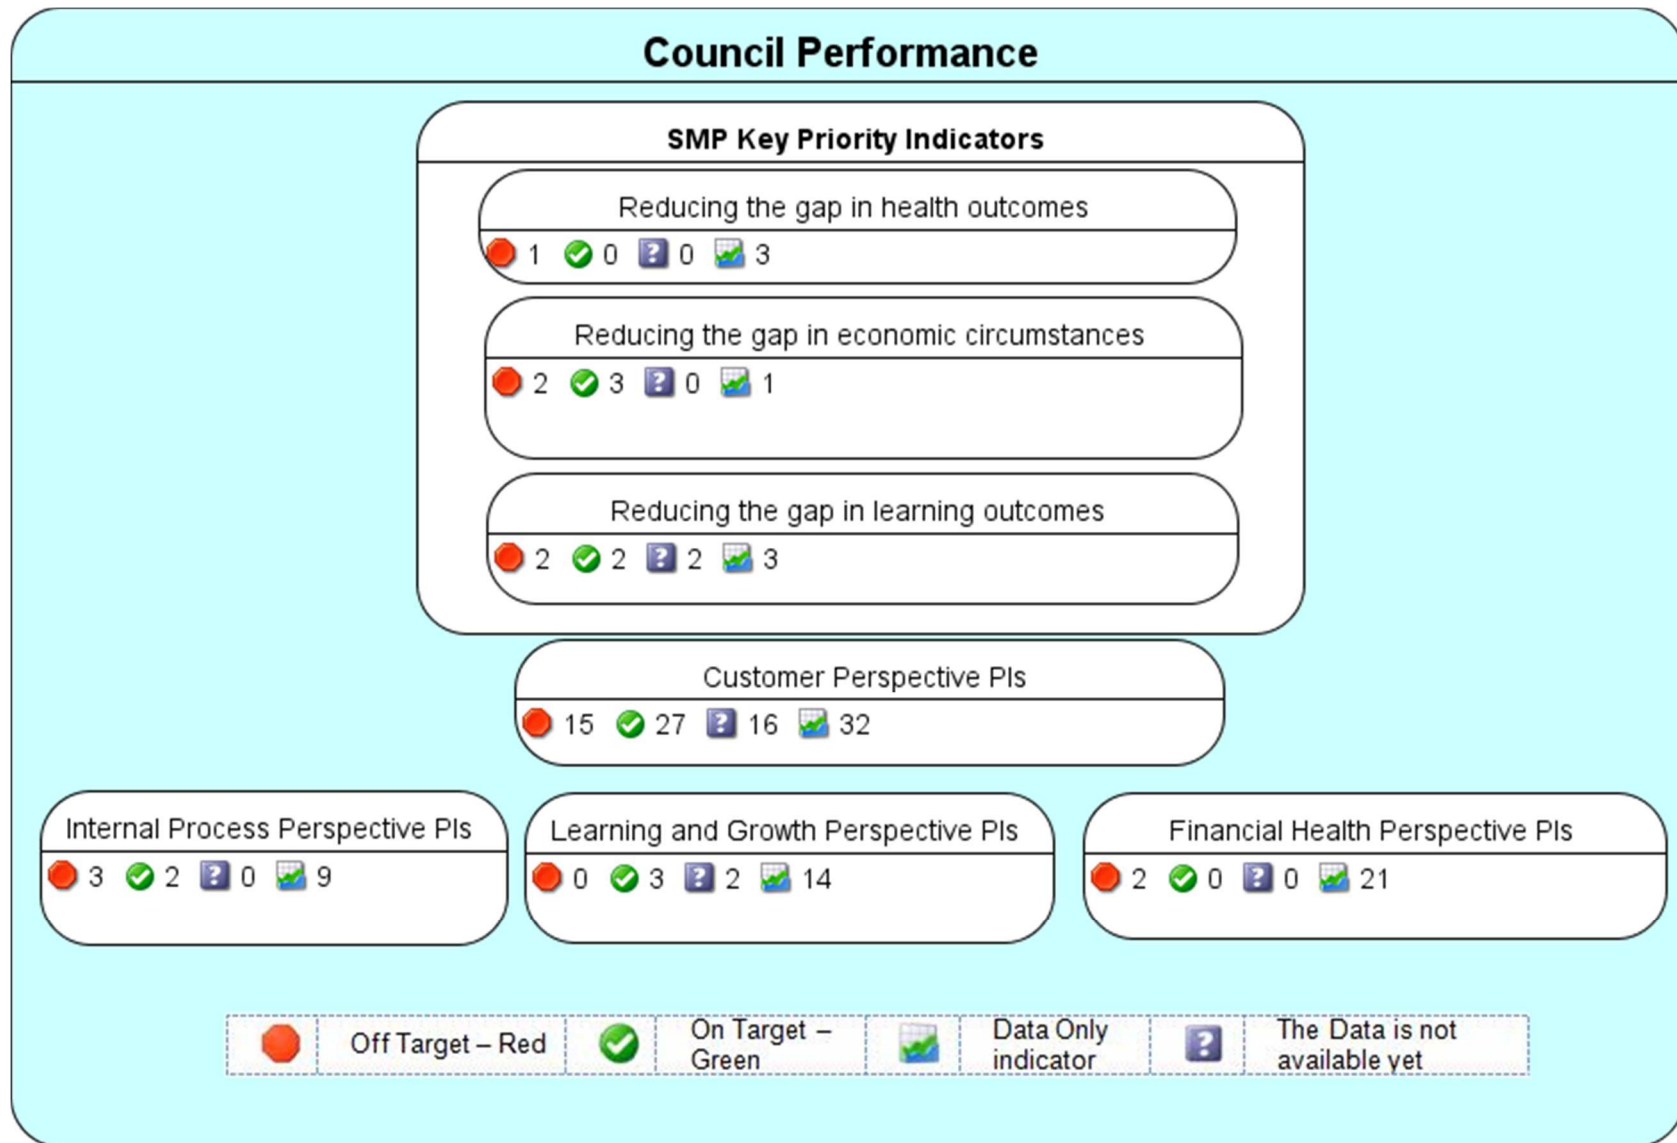 Council Performance
SMP Key Priority Indicators
Reducing the gap in health outcomes
1 0 ? 0 3
Reducing the gap in economic circumstances
2 3 ? 0 1
Reducing the gap in learning outcomes
2 2 ? 2 3
Customer Perspective PIs
15 27 ? 16 32
Internal Process Perspective PIs
3 2 ? 0 9
Learning and Growth Perspective PIs
0 3 ? 2 14
Financial Health Perspective PIs
2 0 ? 0 21
Off Target – Red
On Target –
Green
Data Only
indicator
?
The Data is not
available yet